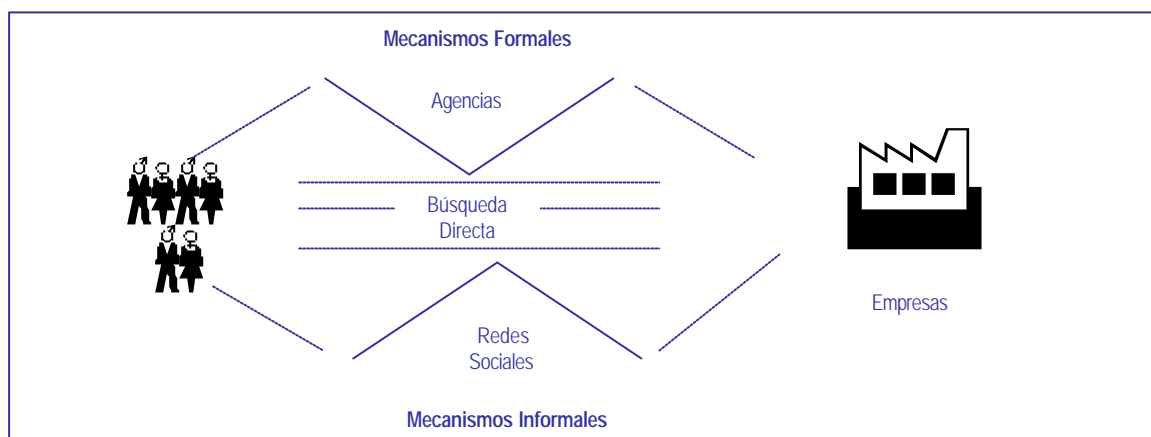 Mecanismos Formales
Agencias
Búsqueda
Directa
Empresas
Redes
Sociales
Mecanismos Informales